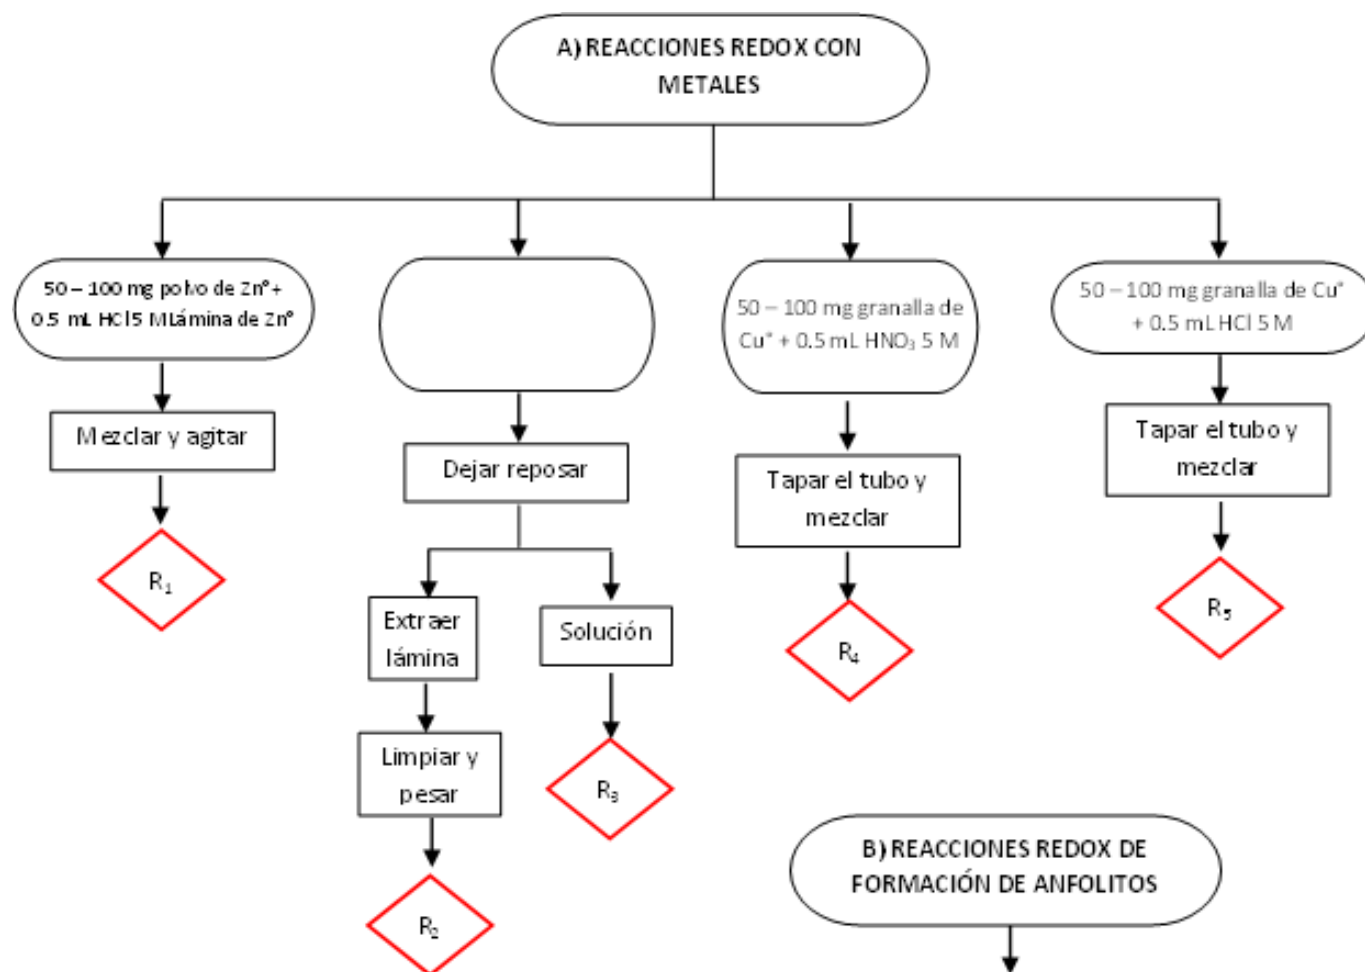 A) REACCIONES REDOX CON
METALES
50 – 100 mg polvo de Znº +
0.5 mL HCl 5 MLámina de Znº
50 – 100 mg granalla de
Cu° + 0.5 mL HNO₃ 5 M
50 – 100 mg granalla de Cu°
+ 0.5 mL HCl 5 M
Mezclar y agitar
Dejar reposar
Tapar el tubo y
mezclar
Tapar el tubo y
mezclar
R₁
Extraer
lámina
Solución
R₄
R₅
Limpiar y
pesar
R₃
R₂
B) REACCIONES REDOX DE
FORMACIÓN DE ANFOLITOS